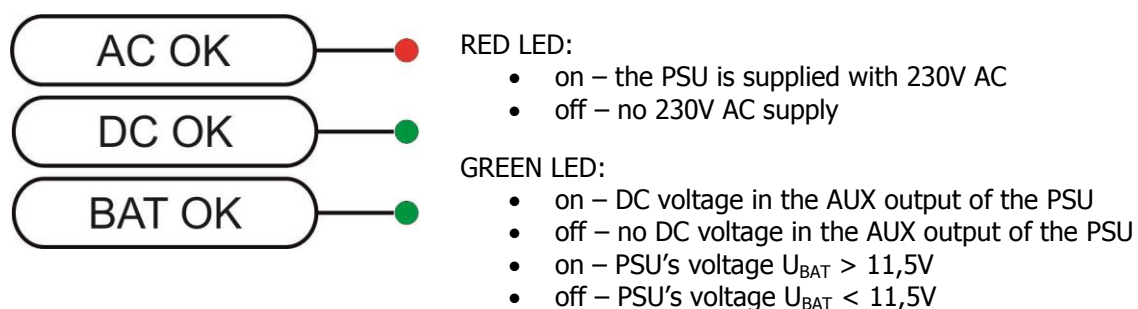 AC OK
DC OK
BAT OK
RED LED:
• on – the PSU is supplied with 230V AC
• off – no 230V AC supply
GREEN LED:
• on – DC voltage in the AUX output of the PSU
• off – no DC voltage in the AUX output of the PSU
• on – PSU’s voltage UBAT > 11,5V
• off – PSU’s voltage UBAT < 11,5V